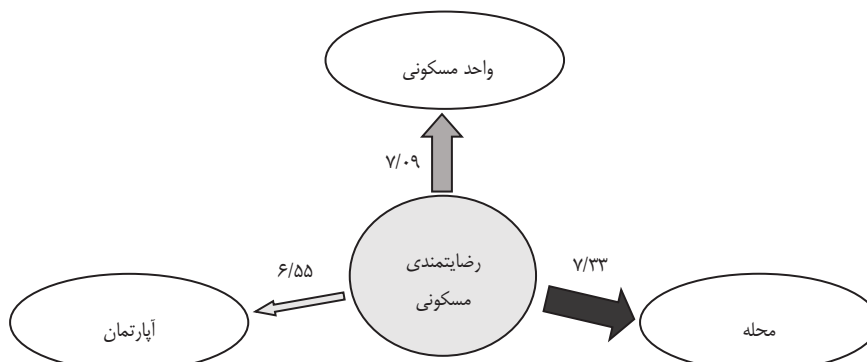 واحد مسکونی
۷/۰۹
رضایتمندی
مسکونی
۷/۳۳
۶/۵۵
محله
آپارتمان